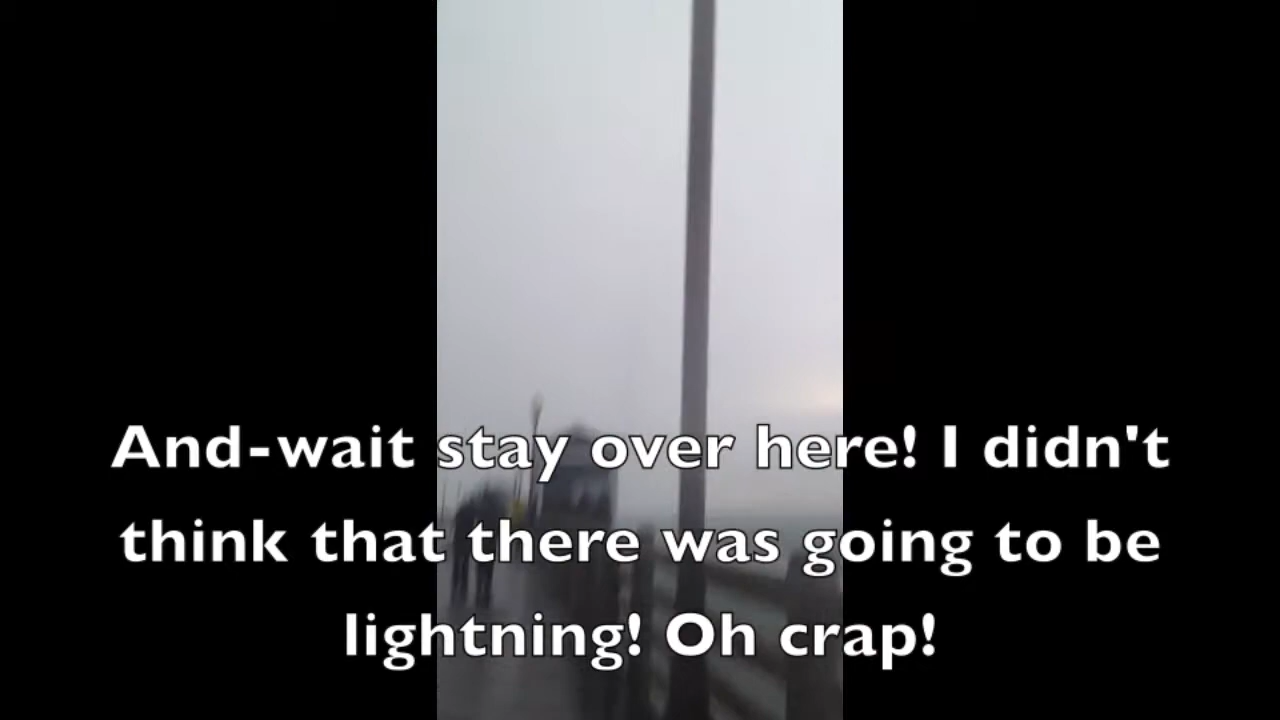 And-wait stay over here! I didn't
think that there was going to be
lightning! Oh crap!